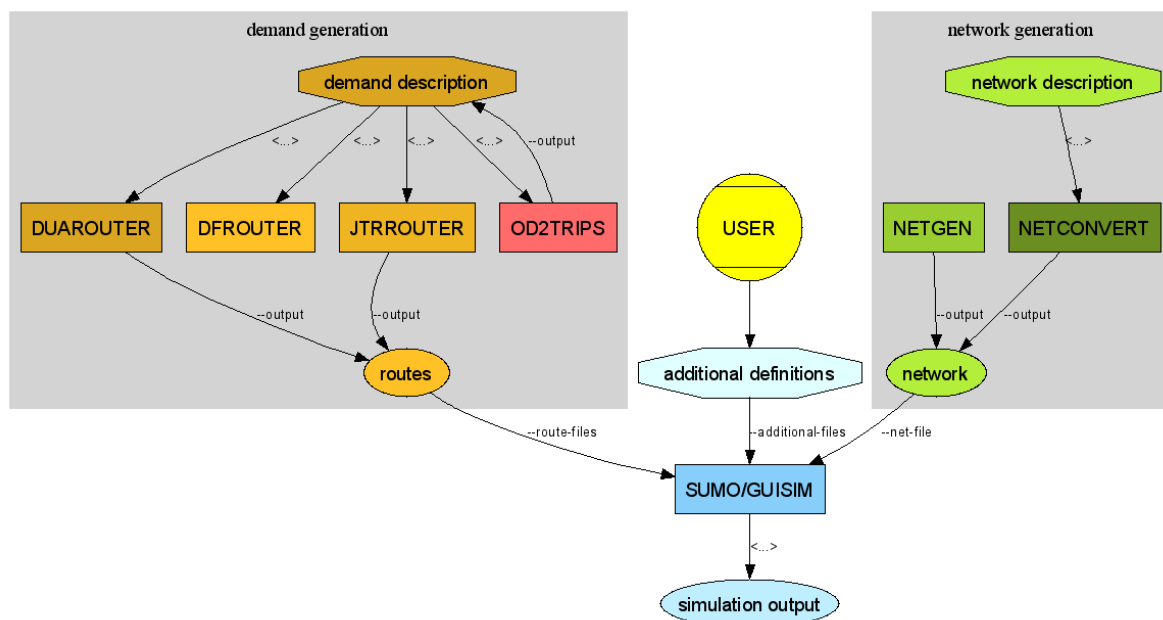 demand generation
network generation
demand description
network description
<...>
<...>
<...>
<...>
--output
<...>
DUAROUTER
DFROUTER
JTRROUTER
OD2TRIPS
USER
NETGEN
NETCONVERT
--output
--output
--output
--output
routes
additional definitions
network
--route-files
--additional-files
--net-file
SUMO/GUISIM
<...>
simulation output